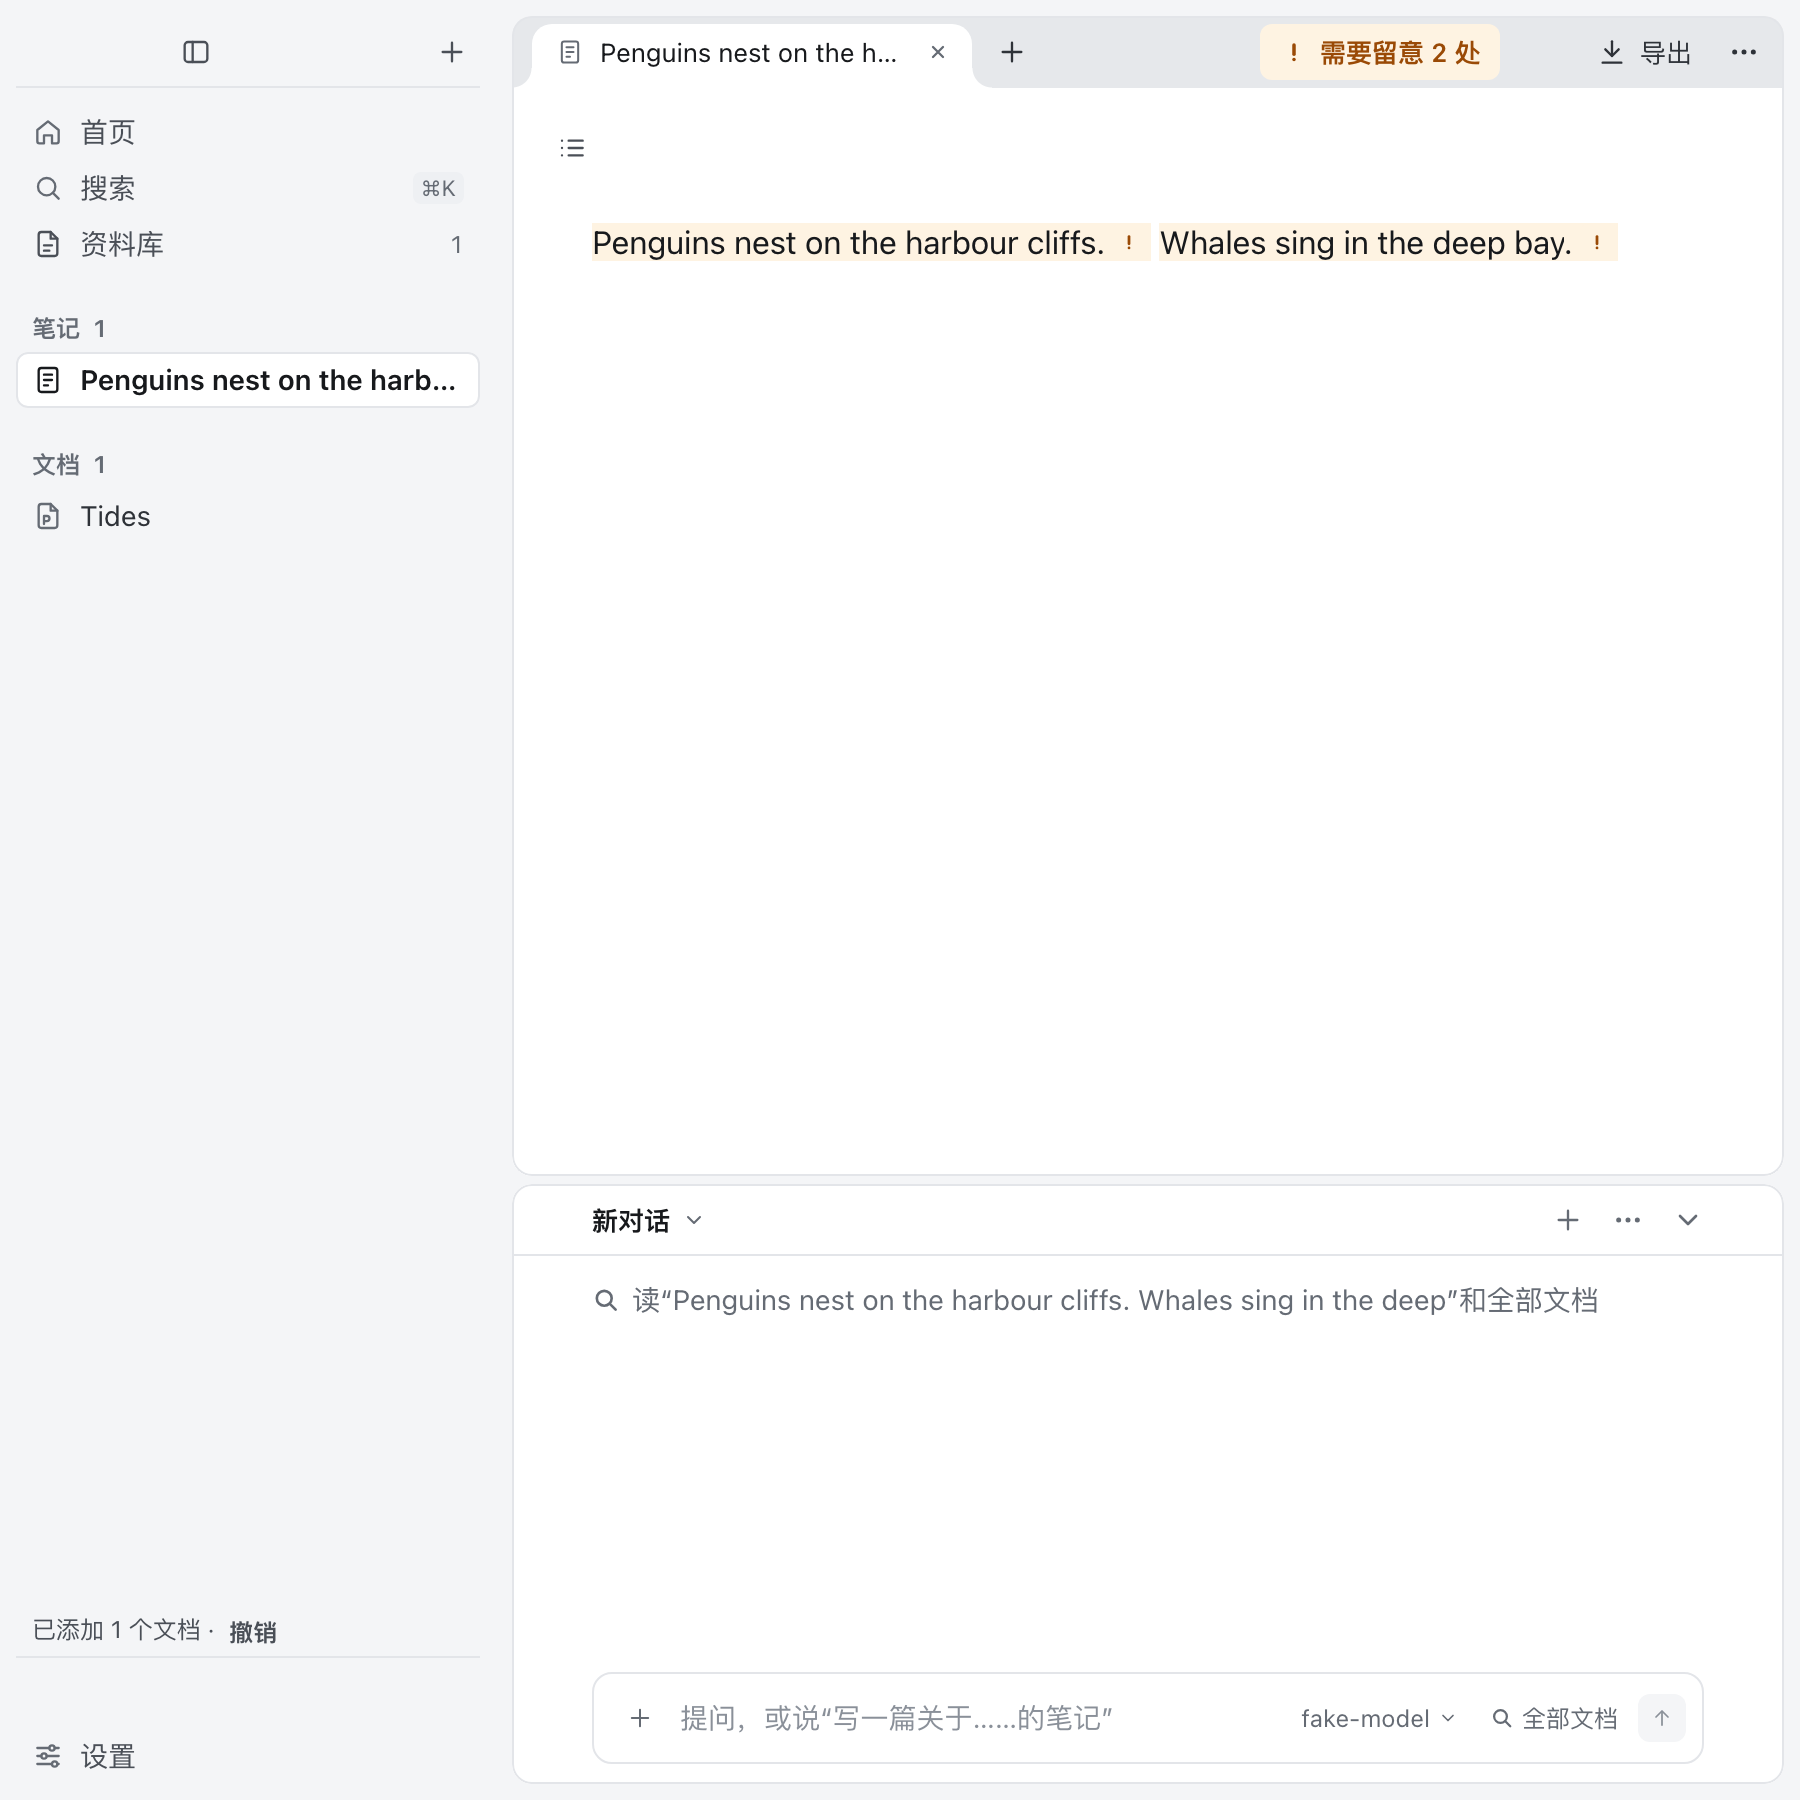 首页
搜索 ⌘K
资料库 1
笔记 1
Penguins nest on the harb...
文档 1
Tides
已添加 1 个文档 · 撤销
设置
Penguins nest on the h...
! 需要留意 2 处
导出
Penguins nest on the harbour cliffs. ! Whales sing in the deep bay. !
新对话
读“Penguins nest on the harbour cliffs. Whales sing in the deep”和全部文档
提问，或说“写一篇关于……的笔记”
fake-model
全部文档